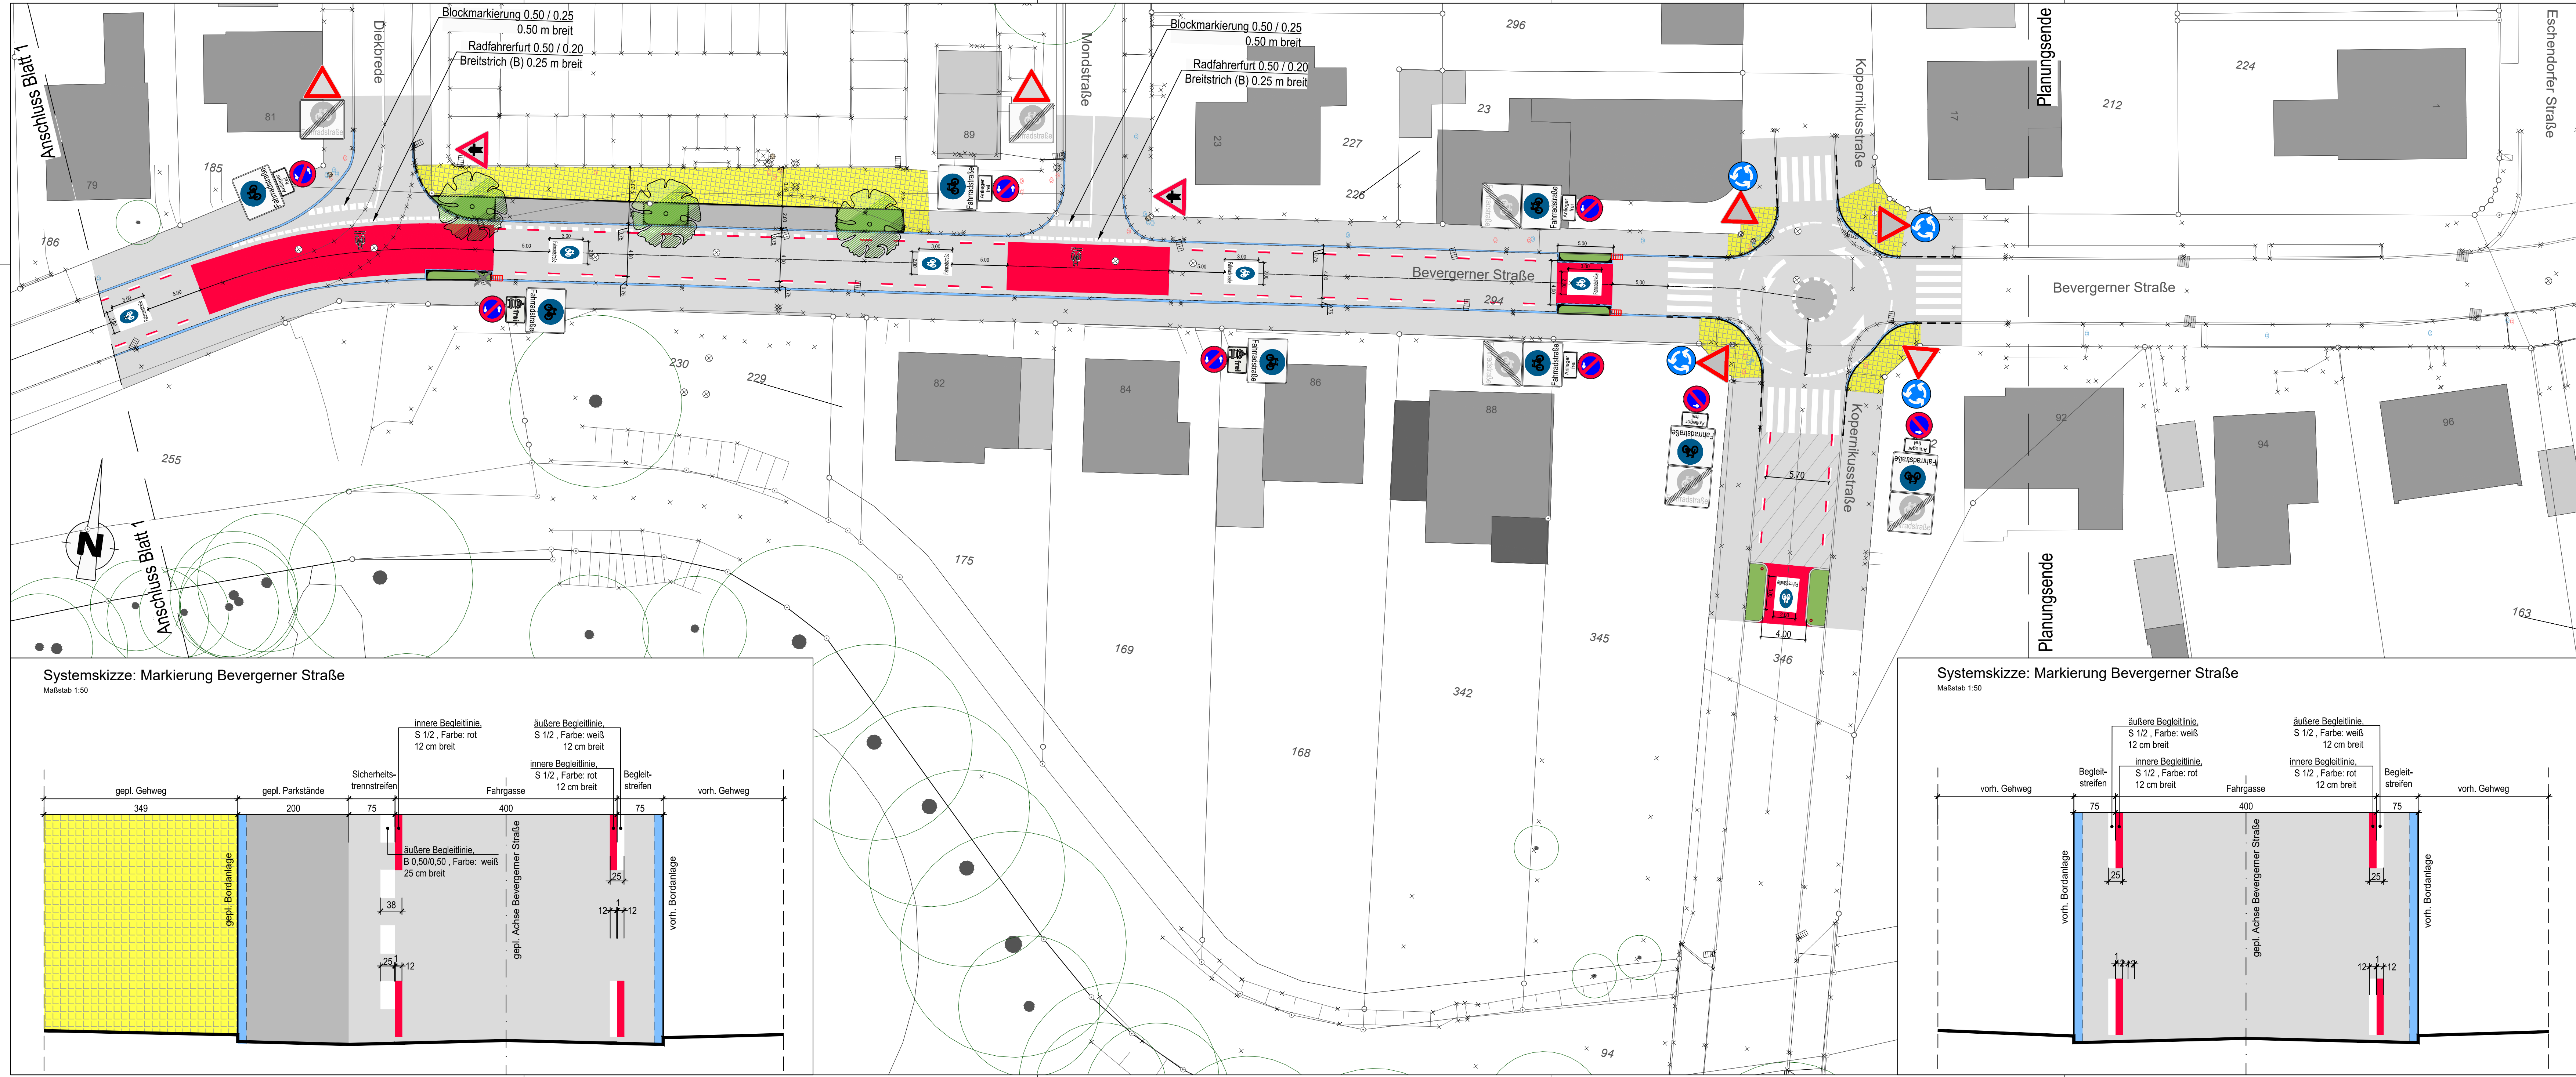 Blockmarkierung 0.50 / 0.25
0.50 m breit
Radfahrerfurt 0.50 / 0.20
Breitstrich (B) 0.25 m breit
Blockmarkierung 0.50 / 0.25
0.50 m breit
Radfahrerfurt 0.50 / 0.20
Breitstrich (B) 0.25 m breit
Anschluss Blatt 1
Diekbrede
Mondstraße
Kopernikusstraße
Planungsende
Eschendorfer Straße
296
224
212
227
226
185
186
79
81
89
23
23
17
1
Fahrradstraße
Fahrradstraße
Anlieger
frei
Bevergerner Straße
294
Bevergerner Straße
Fahrradstraße
frei
230
229
255
82
84
86
88
92
94
96
Kopernikusstraße
5.70
4.00
346
345
342
175
169
168
163
94
N
Anschluss Blatt 1
Planungsende
Systemskizze: Markierung Bevergerner Straße
Maßstab 1:50
innere Begleitlinie,
S 1/2 , Farbe: rot
12 cm breit
äußere Begleitlinie,
S 1/2 , Farbe: weiß
12 cm breit
innere Begleitlinie,
S 1/2 , Farbe: rot
12 cm breit
gepl. Gehweg
gepl. Parkstände
Sicherheits-
trennstreifen
Fahrgasse
Begleit-
streifen
vorh. Gehweg
349
200
75
400
75
äußere Begleitlinie,
B 0,50/0,50 , Farbe: weiß
25 cm breit
gepl. Bordanlage
gepl. Achse Bevergerner Straße
vorh. Bordanlage
38
25
1
12
25
12
1
12
Systemskizze: Markierung Bevergerner Straße
Maßstab 1:50
äußere Begleitlinie,
S 1/2 , Farbe: weiß
12 cm breit
innere Begleitlinie,
S 1/2 , Farbe: rot
12 cm breit
äußere Begleitlinie,
S 1/2 , Farbe: weiß
12 cm breit
innere Begleitlinie,
S 1/2 , Farbe: rot
12 cm breit
vorh. Gehweg
Begleit-
streifen
Fahrgasse
Begleit-
streifen
vorh. Gehweg
75
400
75
vorh. Bordanlage
gepl. Achse Bevergerner Straße
vorh. Bordanlage
25
25
12
1
12